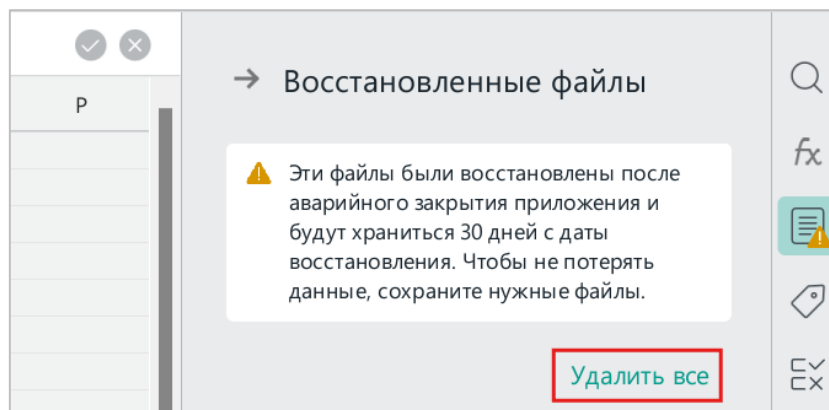 P
Восстановленные файлы
Эти файлы были восстановлены после
аварийного закрытия приложения и
будут храниться 30 дней с даты
восстановления. Чтобы не потерять
данные, сохраните нужные файлы.
Удалить все
fx